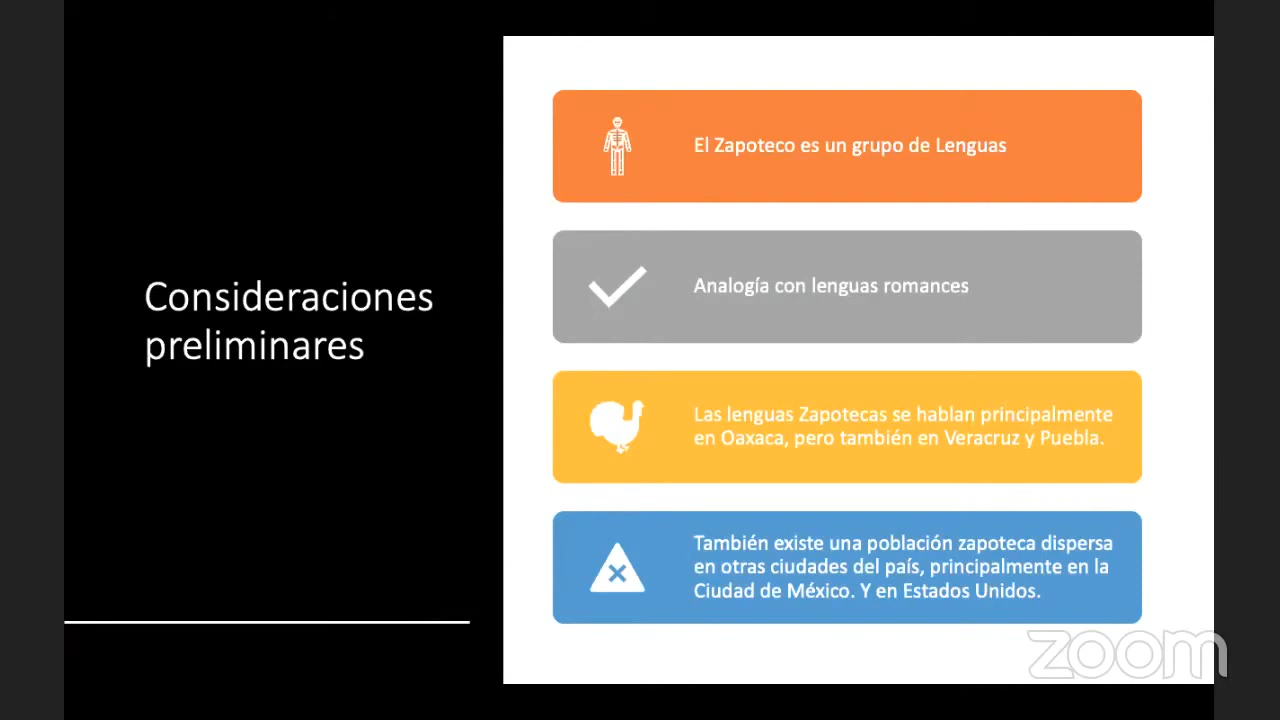 Consideraciones
preliminares
El Zapoteco es un grupo de Lenguas
Analogía con lenguas romances
Las lenguas Zapotecas se hablan principalmente
en Oaxaca, pero también en Veracruz y Puebla.
También existe una población zapoteca dispersa
en otras ciudades del país, principalmente en la
Ciudad de México. Y en Estados Unidos.
zoom